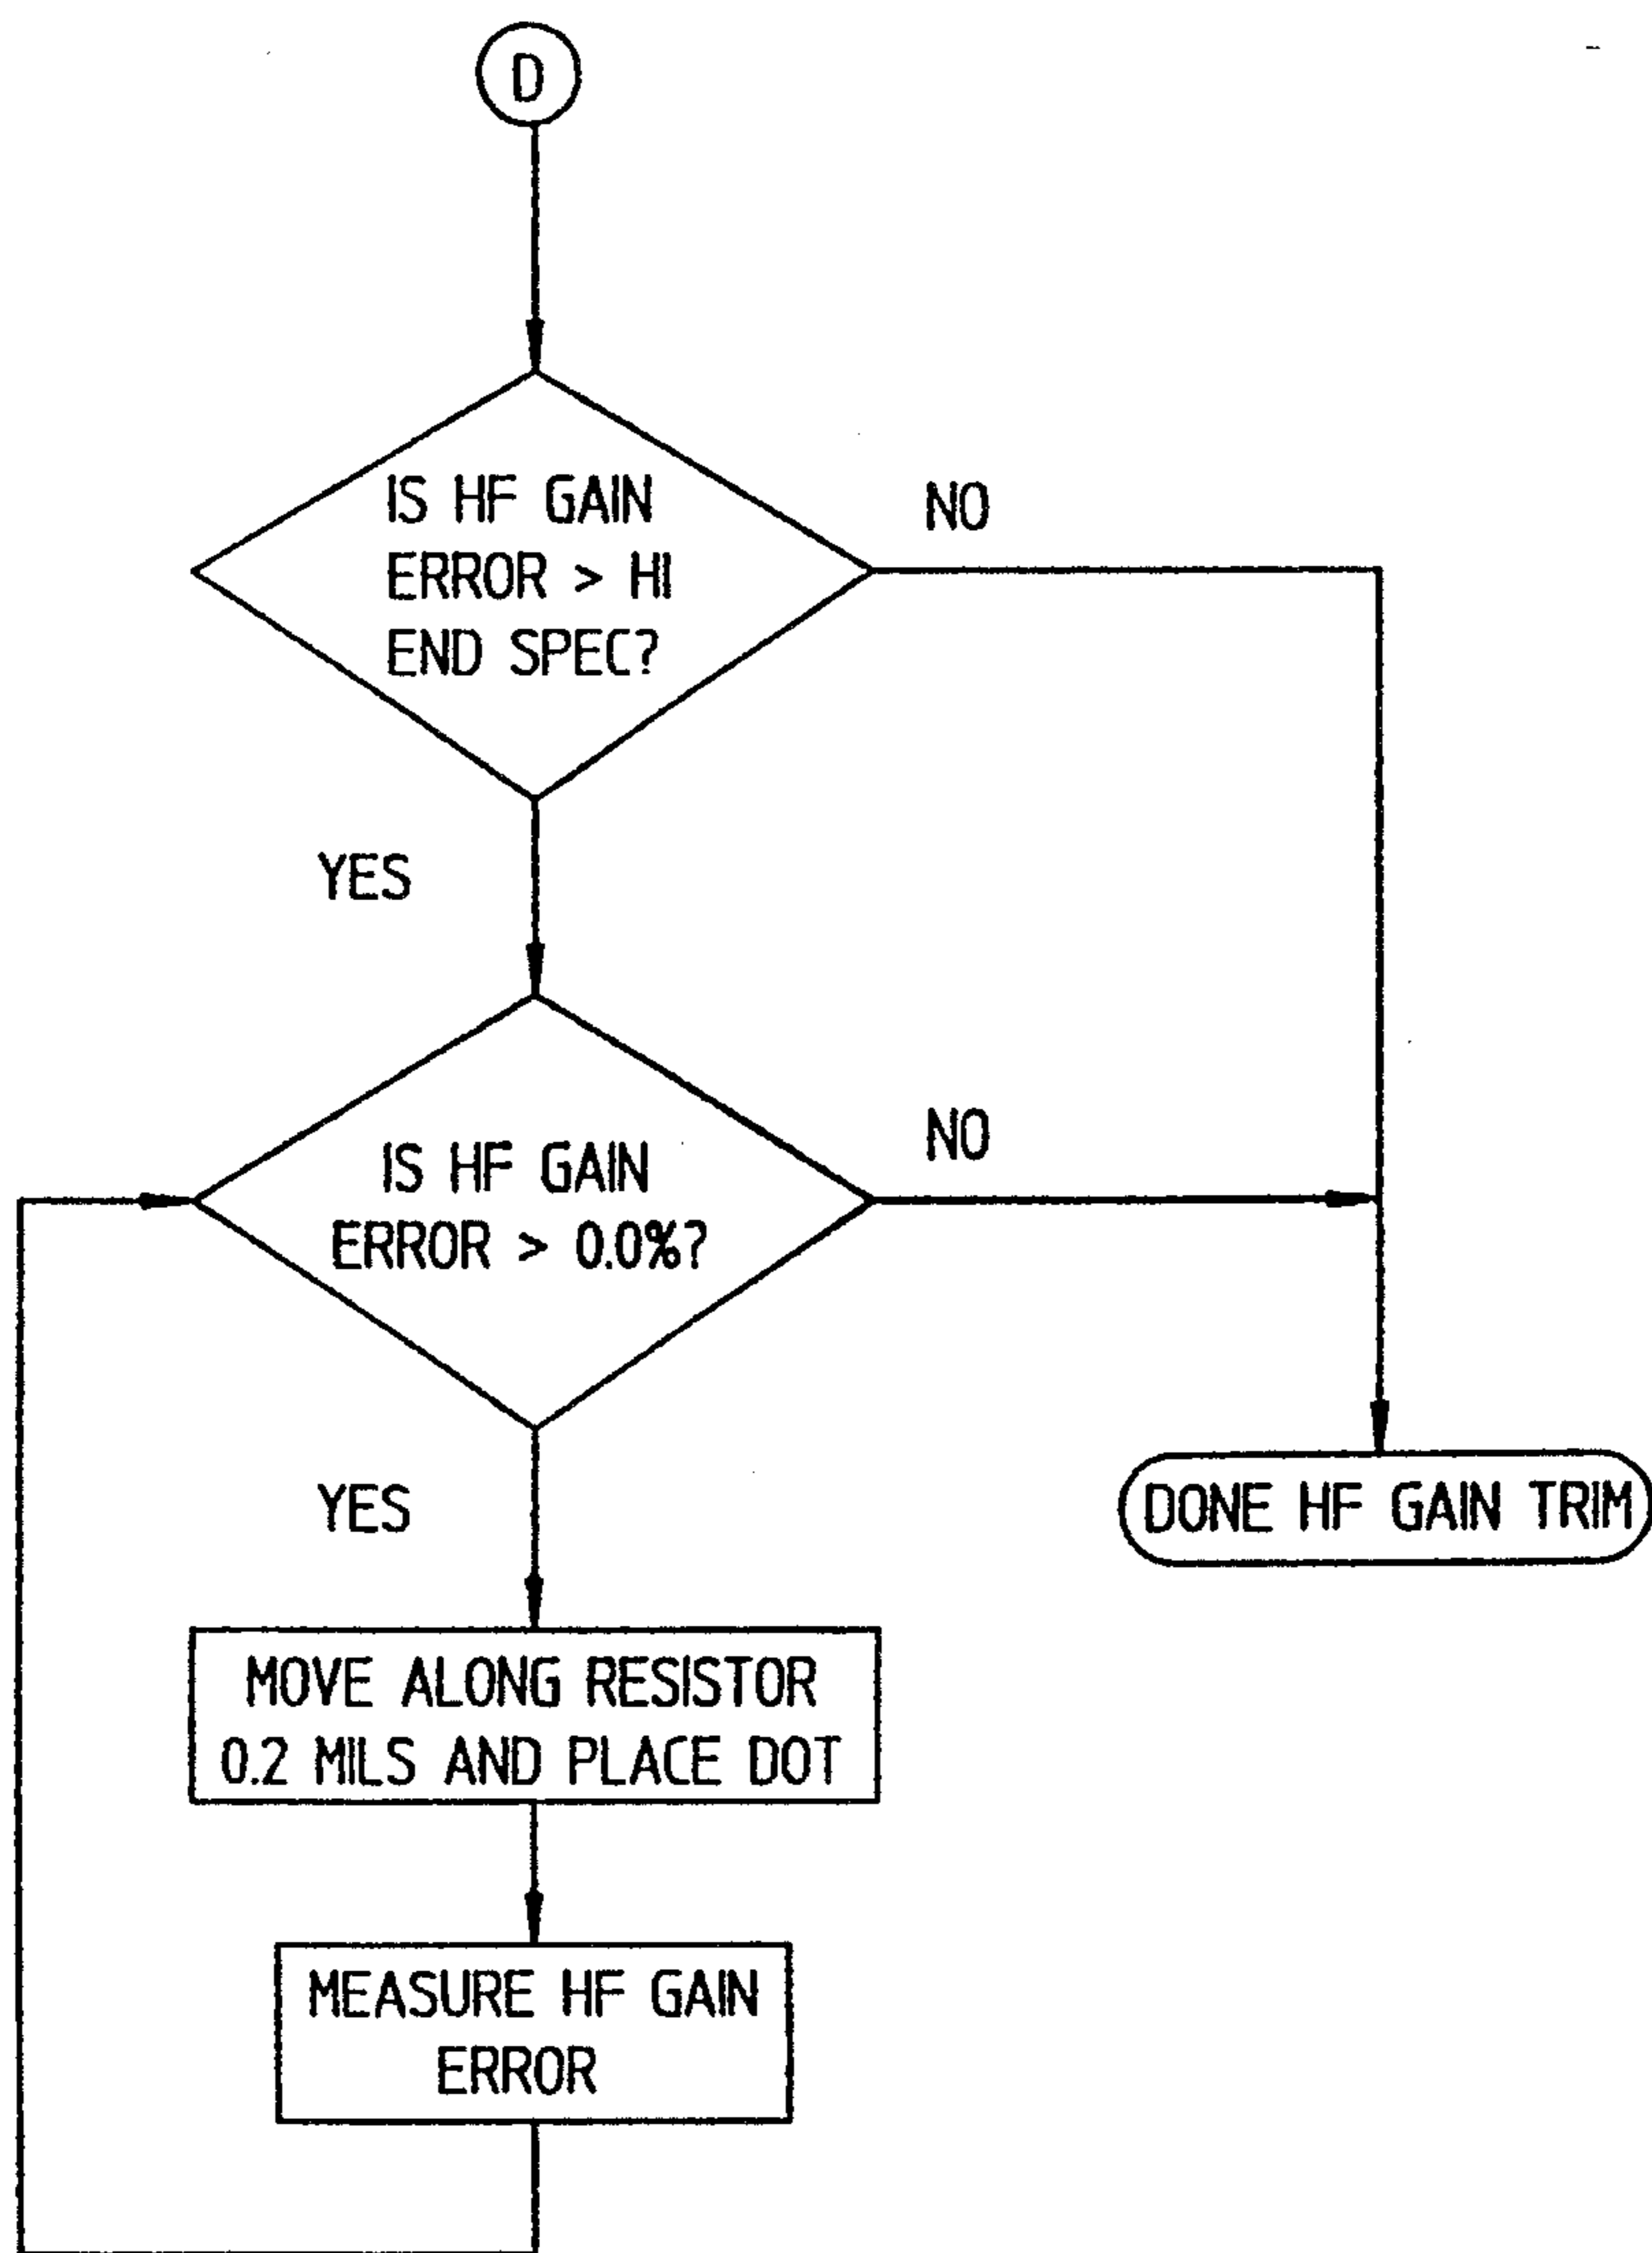 D
IS HF GAIN
ERROR > HI
END SPEC?
NO
YES
IS HF GAIN
ERROR > 0.0%?
NO
YES
DONE HF GAIN TRIM
MOVE ALONG RESISTOR
0.2 MILS AND PLACE DOT
MEASURE HF GAIN
ERROR